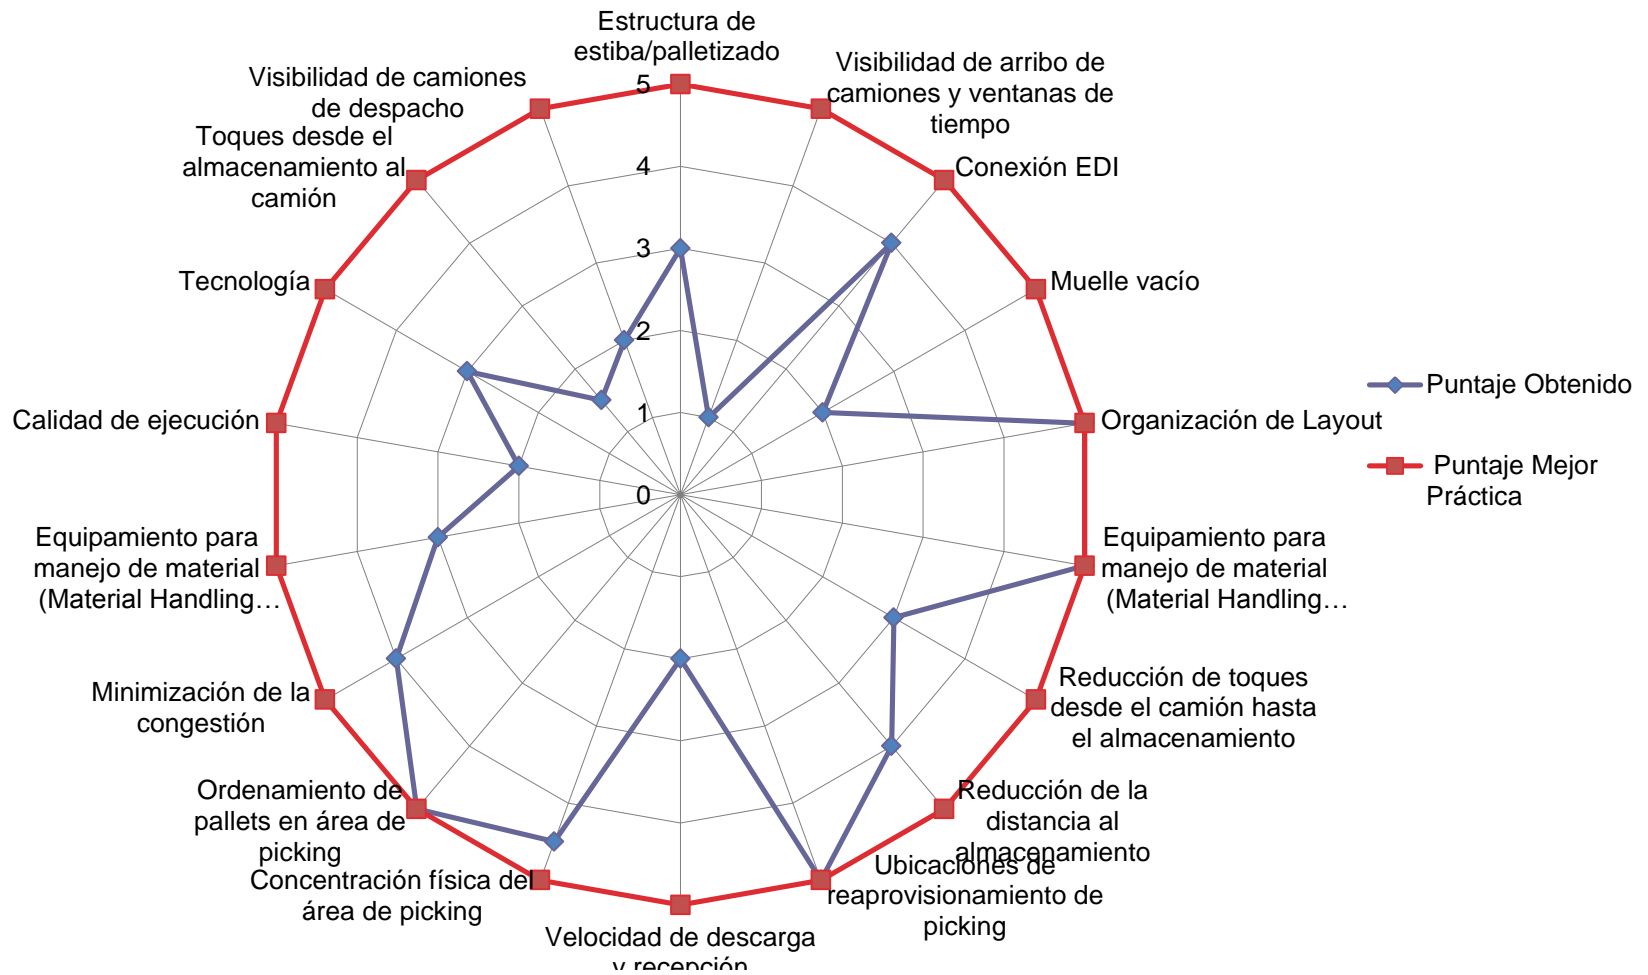 Estructura de
estiba/palletizado
Visibilidad de arribo de
camiones y ventanas de
tiempo
Conexión EDI
Muelle vacío
Organización de Layout
Equipamiento para
manejo de material
(Material Handling…
Reducción de toques
desde el camión hasta
el almacenamiento
Reducción de la
distancia al
almacenamiento
Ubicaciones de
reaprovisionamiento de
picking
Velocidad de descarga
y recepción
Concentración física del
área de picking
Ordenamiento de
pallets en área de
picking
Minimización de la
congestión
Equipamiento para
manejo de material
(Material Handling…
Calidad de ejecución
Tecnología
Toques desde el
almacenamiento al
camión
Visibilidad de camiones
de despacho
5
4
3
2
1
0
Puntaje Obtenido
Puntaje Mejor
Práctica